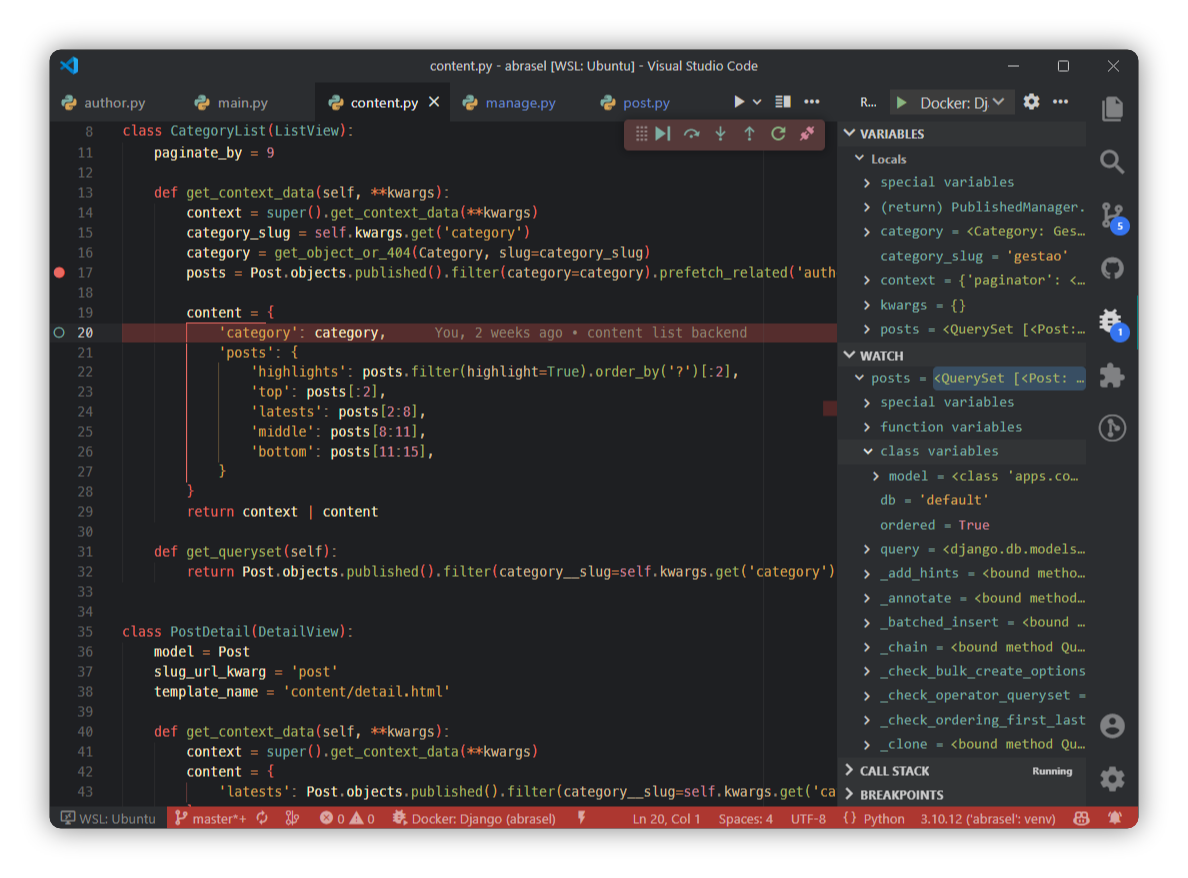 content.py - abrasel [WSL: Ubuntu] - Visual Studio Code
author.py main.py content.py manage.py post.py
8 class CategoryList(ListView):
11 paginate_by = 9
12
13 def get_context_data(self, **kwargs):
14 context = super().get_context_data(**kwargs)
15 category_slug = self.kwargs.get('category')
16 category = get_object_or_404(Category, slug=category_slug)
17 posts = Post.objects.published().filter(category=category).prefetch_related('auth
18
19 content = {
20 'category': category, You, 2 weeks ago • content list backend
21 'posts': {
22 'highlights': posts.filter(highlight=True).order_by('?')[:2],
23 'top': posts[:2],
24 'latests': posts[2:8],
25 'middle': posts[8:11],
26 'bottom': posts[11:15],
27 }
28 }
29 return context | content
30
31 def get_queryset(self):
32 return Post.objects.published().filter(category__slug=self.kwargs.get('category')
33
34
35 class PostDetail(DetailView):
36 model = Post
37 slug_url_kwarg = 'post'
38 template_name = 'content/detail.html'
39
40 def get_context_data(self, **kwargs):
41 context = super().get_context_data(**kwargs)
42 content = {
43 'latests': Post.objects.published().filter(category__slug=self.kwargs.get('ca
R... Docker: Dj
VARIABLES
Locals
special variables
(return) PublishedManager.
category = <Category: Ges…
category_slug = 'gestao'
context = {'paginator': <…
kwargs = {}
posts = <QuerySet [<Post:…
WATCH
posts = <QuerySet [<Post: …
special variables
function variables
class variables
model = <class 'apps.co…
db = 'default'
ordered = True
query = <django.db.models…
_add_hints = <bound metho…
_annotate = <bound method…
_batched_insert = <bound …
_chain = <bound method Qu…
_check_bulk_create_options
_check_operator_queryset =
_check_ordering_first_last
_clone = <bound method Qu…
CALL STACK Running
BREAKPOINTS
5
1
WSL: Ubuntu master*+ 0 0 Docker: Django (abrasel) Ln 20, Col 1 Spaces: 4 UTF-8 {} Python 3.10.12 ('abrasel': venv)